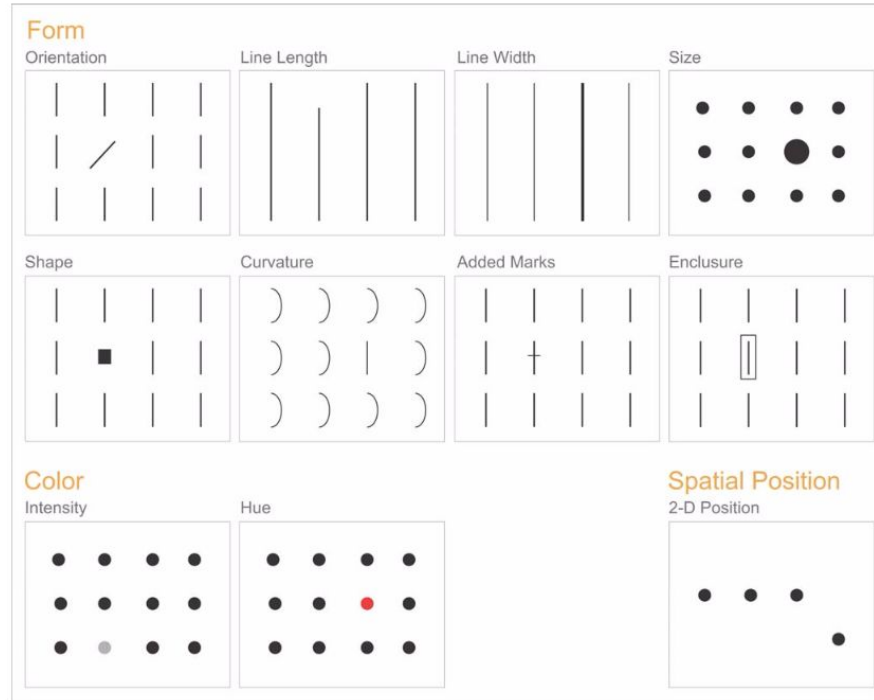 Form
Orientation
Line Length
Line Width
Size
Shape
Curvature
Added Marks
Enclusure
Color
Spatial Position
Intensity
Hue
2-D Position